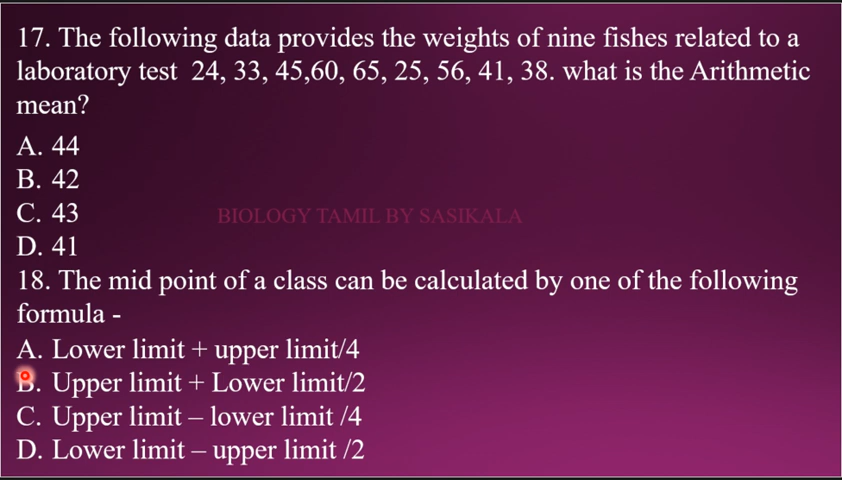 17. The following data provides the weights of nine fishes related to a
laboratory test 24, 33, 45,60, 65, 25, 56, 41, 38. what is the Arithmetic
mean?
A. 44
B. 42
C. 43
BIOLOGY TAMIL BY SASIKALA
D. 41
18. The mid point of a class can be calculated by one of the following
formula -
A. Lower limit + upper limit/4
B. Upper limit + Lower limit/2
C. Upper limit – lower limit /4
D. Lower limit – upper limit /2